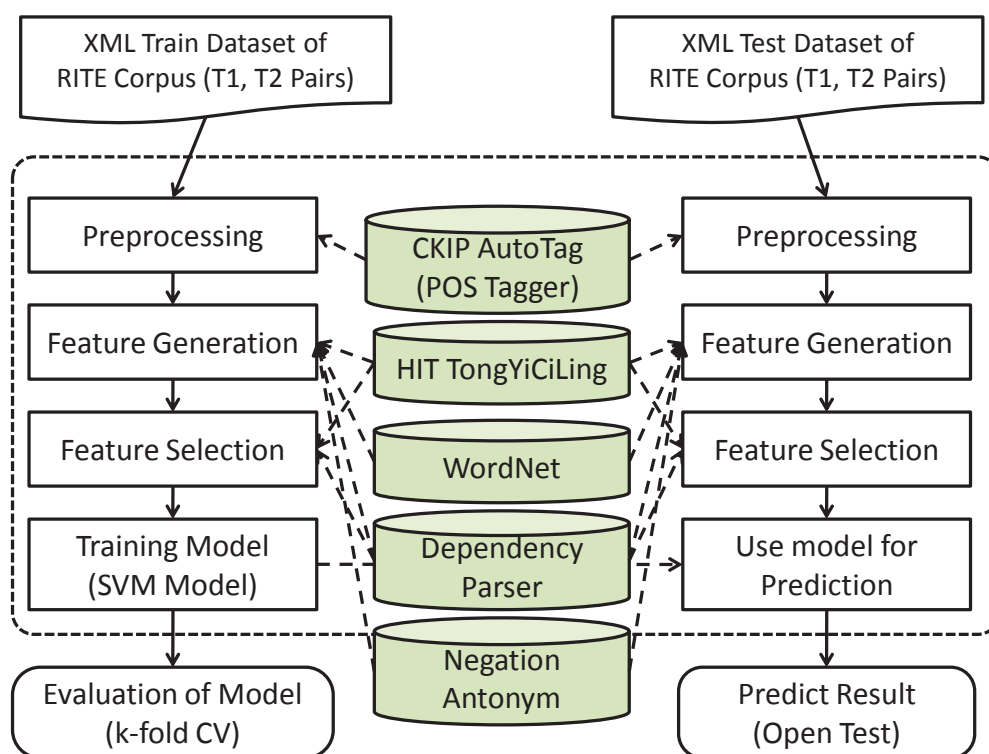 XML Train Dataset of
RITE Corpus (T1, T2 Pairs)
XML Test Dataset of
RITE Corpus (T1, T2 Pairs)
Preprocessing
CKIP AutoTag
(POS Tagger)
Preprocessing
Feature Generation
HIT TongYiCiLing
Feature Generation
Feature Selection
WordNet
Feature Selection
Training Model
(SVM Model)
Dependency
Parser
Use model for
Prediction
Negation
Antonym
Evaluation of Model
(k-fold CV)
Predict Result
(Open Test)